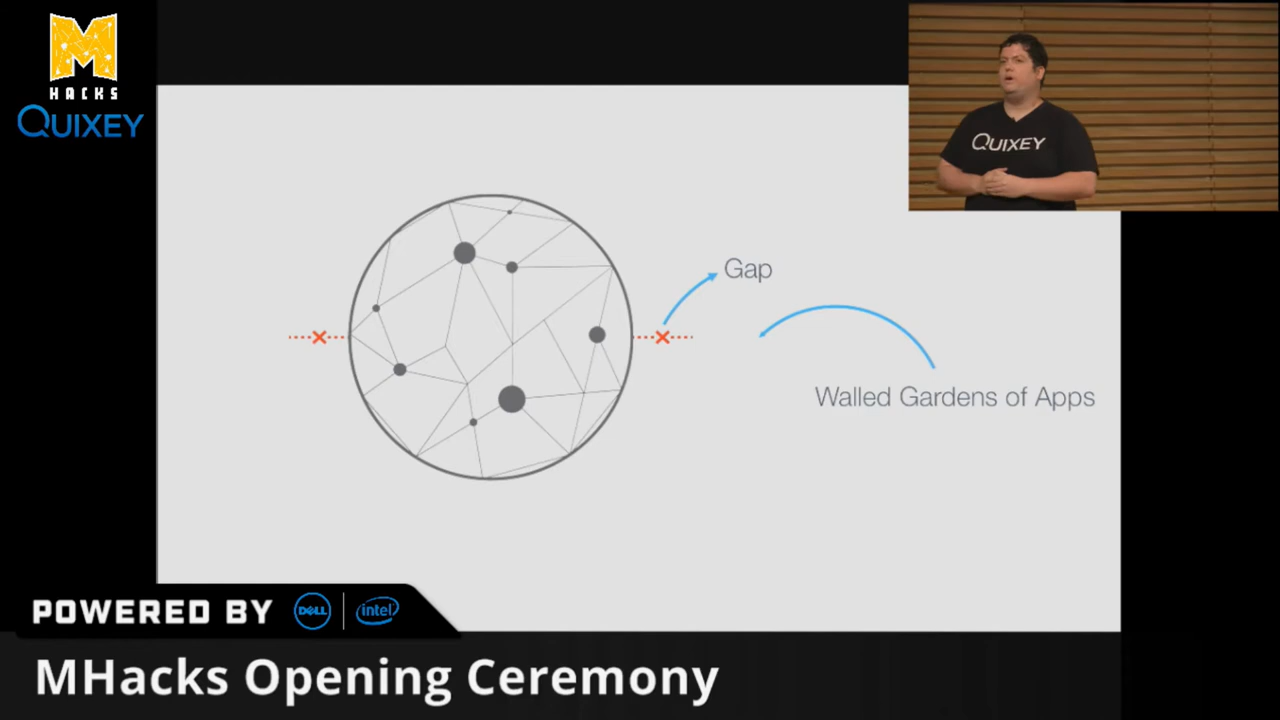 M
HACKS
QUIXEY
QUIXEY
Gap
Walled Gardens of Apps
POWERED BY DELL intel
MHacks Opening Ceremony